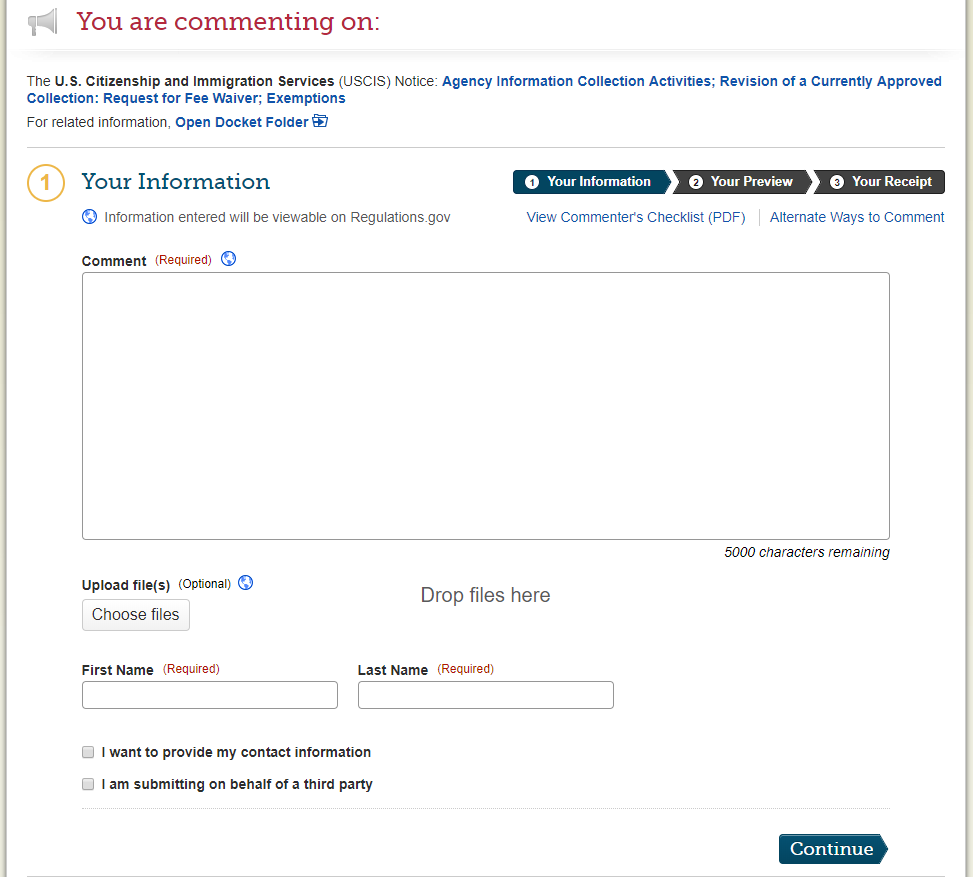 You are commenting on:
The U.S. Citizenship and Immigration Services (USCIS) Notice: Agency Information Collection Activities; Revision of a Currently Approved
Collection: Request for Fee Waiver; Exemptions
For related information, Open Docket Folder
1 Your Information
1 Your Information 2 Your Preview 3 Your Receipt
Information entered will be viewable on Regulations.gov
View Commenter's Checklist (PDF) Alternate Ways to Comment
Comment (Required)
5000 characters remaining
Upload file(s) (Optional)
Drop files here
Choose files
First Name (Required) Last Name (Required)
I want to provide my contact information
I am submitting on behalf of a third party
Continue